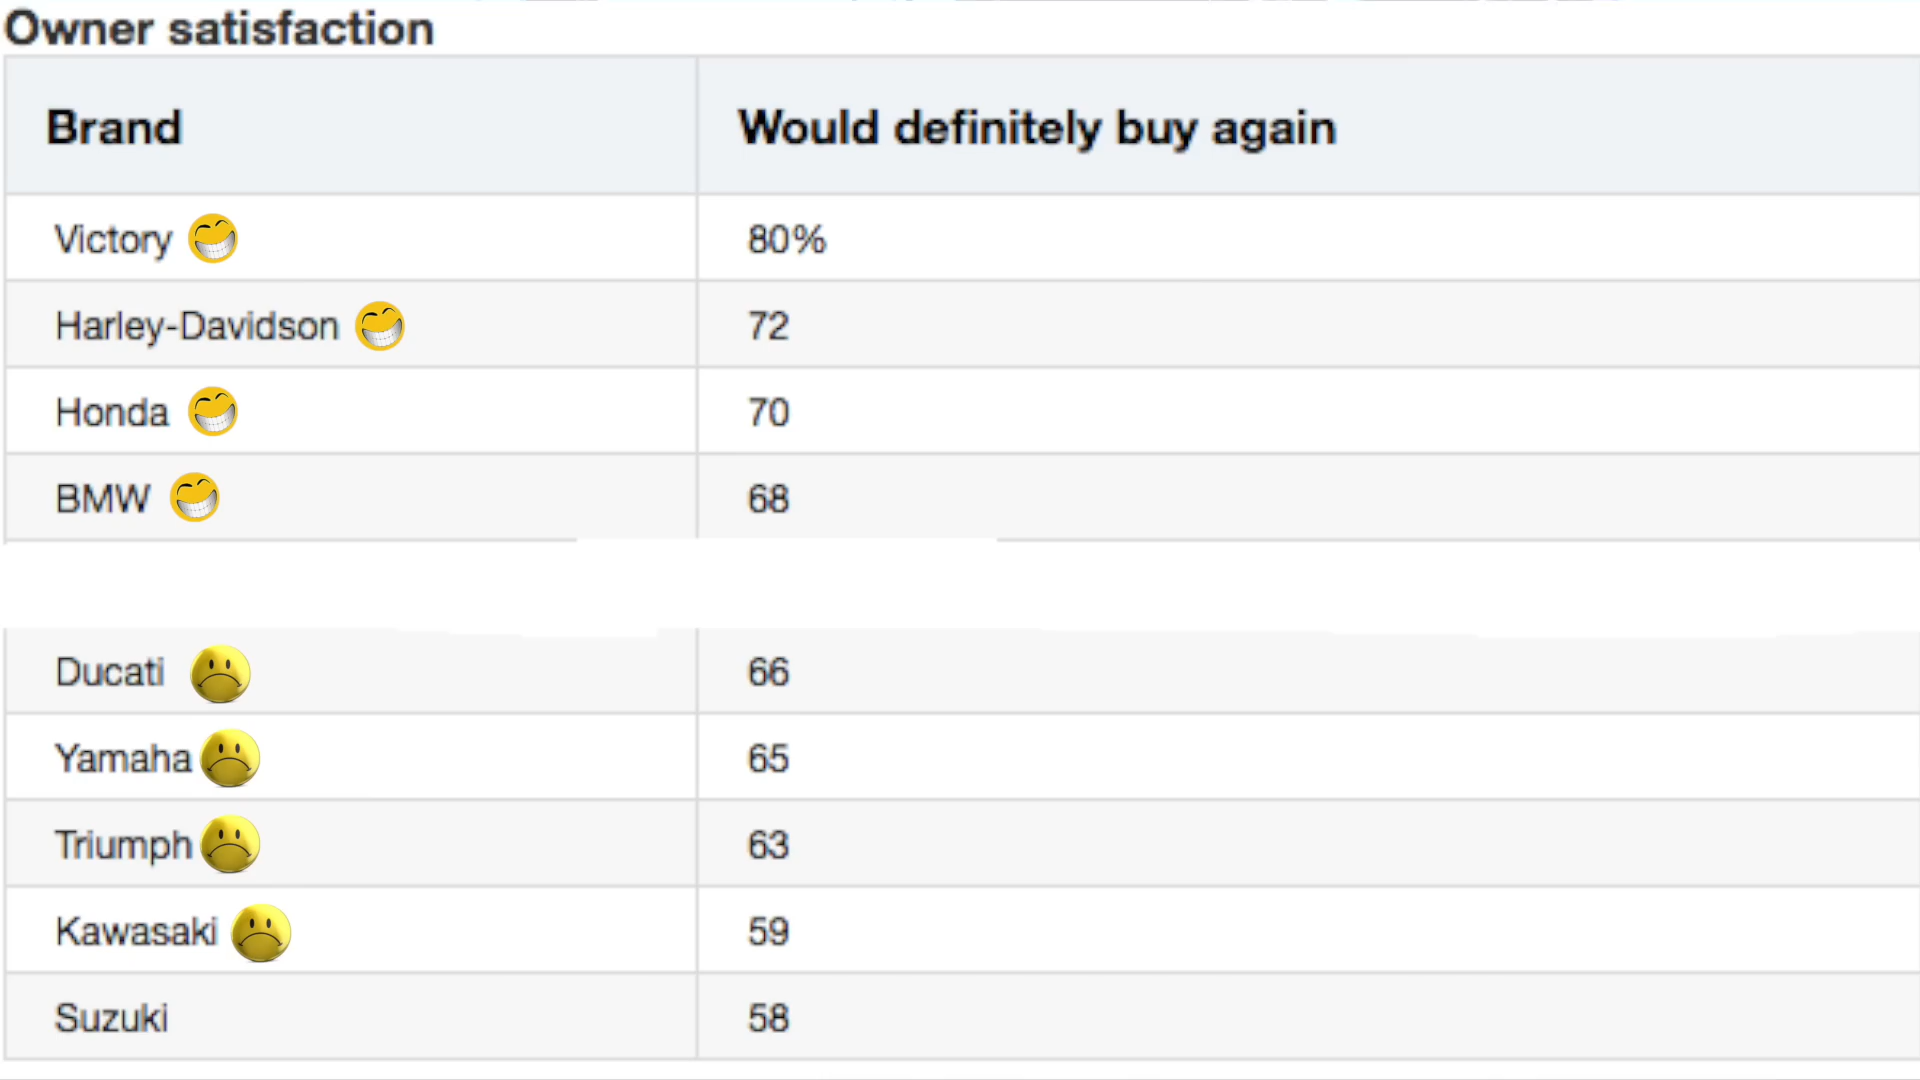 Owner satisfaction
Brand Would definitely buy again
Victory 80%
Harley-Davidson 72
Honda 70
BMW 68
Ducati 66
Yamaha 65
Triumph 63
Kawasaki 59
Suzuki 58